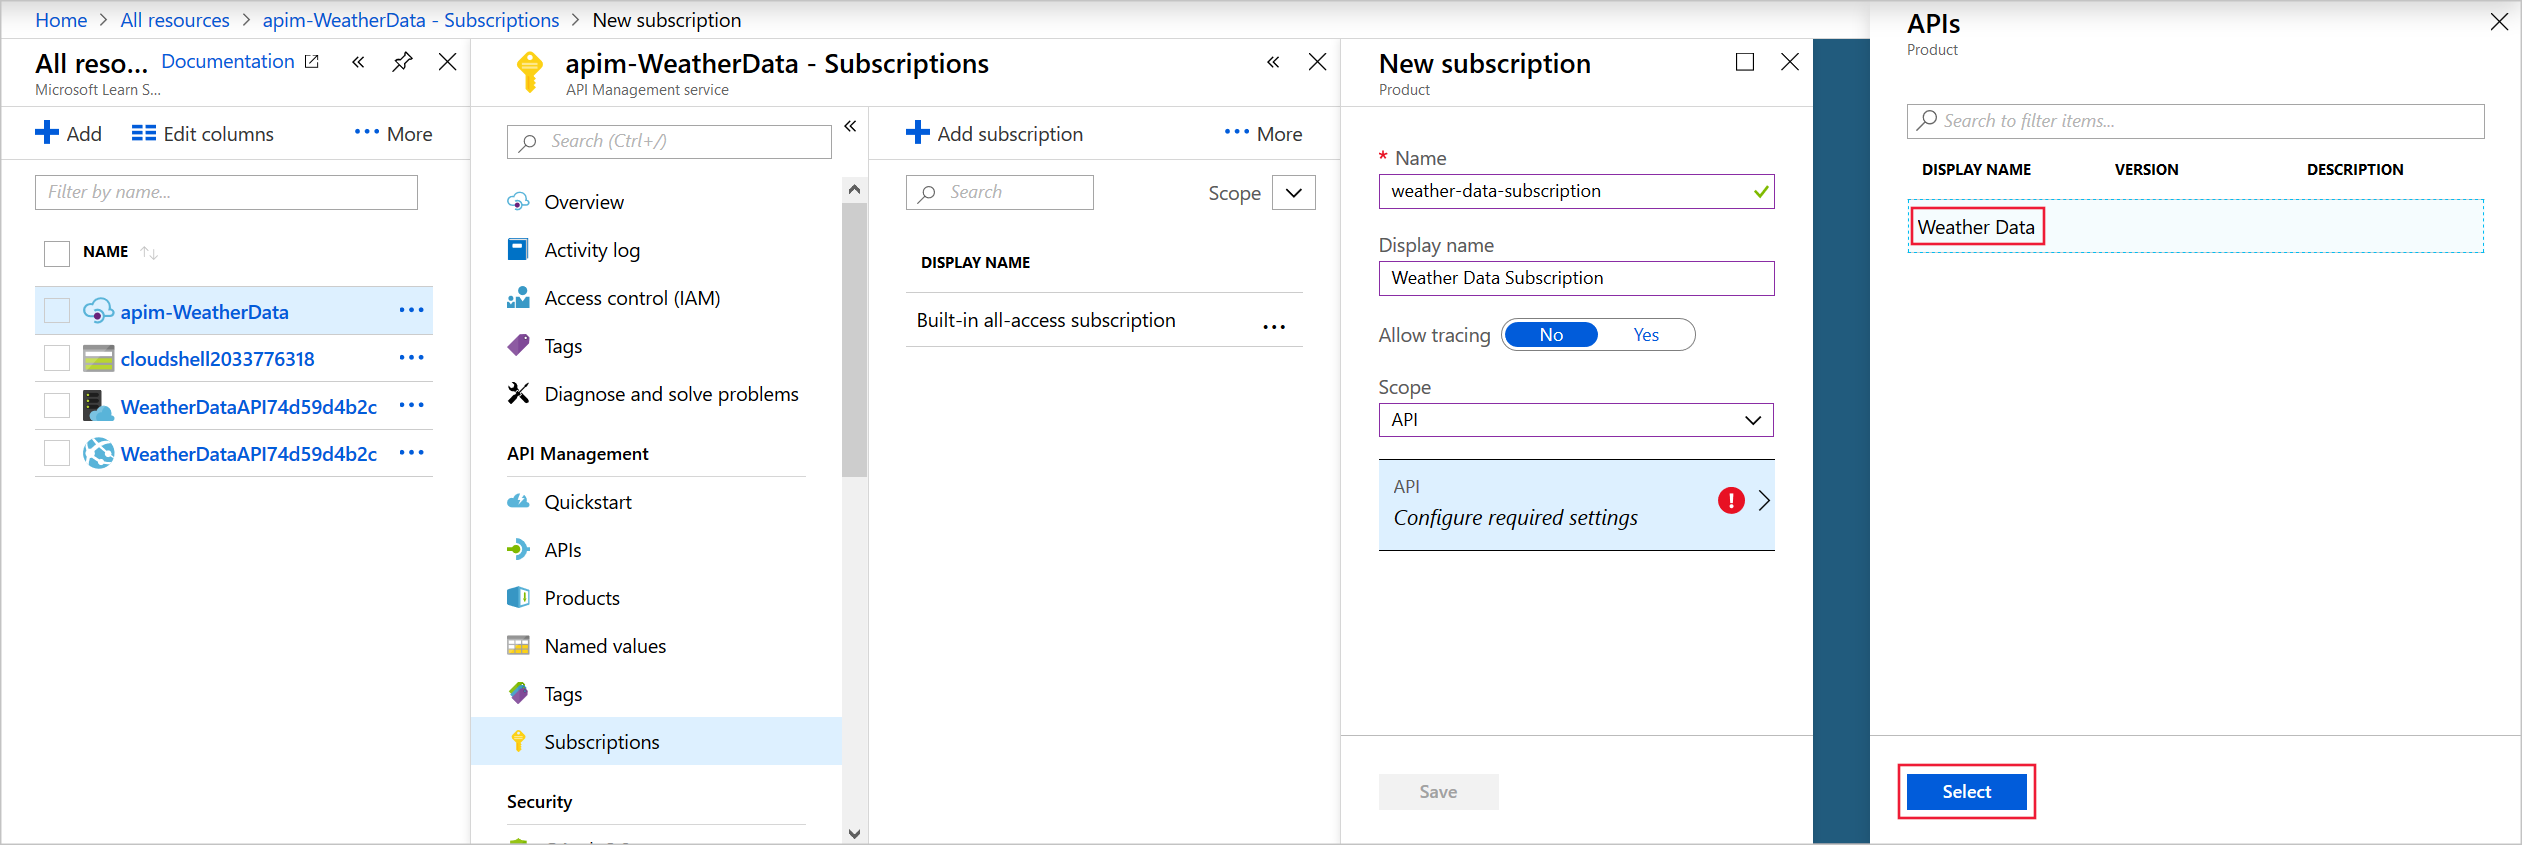 Home > All resources > apim-WeatherData - Subscriptions > New subscription
All reso... Documentation
Microsoft Learn S...
Add Edit columns ... More
Filter by name...
NAME
apim-WeatherData ...
cloudshell2033776318 ...
WeatherDataAPI74d59d4b2c ...
WeatherDataAPI74d59d4b2c ...
apim-WeatherData - Subscriptions
API Management service
Search (Ctrl+/)
Overview
Activity log
Access control (IAM)
Tags
Diagnose and solve problems
API Management
Quickstart
APIs
Products
Named values
Tags
Subscriptions
Security
Add subscription ... More
Search Scope
DISPLAY NAME
Built-in all-access subscription ...
New subscription
Product
* Name
weather-data-subscription
Display name
Weather Data Subscription
Allow tracing No Yes
Scope
API
API
Configure required settings
Save
APIs
Product
Search to filter items...
DISPLAY NAME VERSION DESCRIPTION
Weather Data
Select